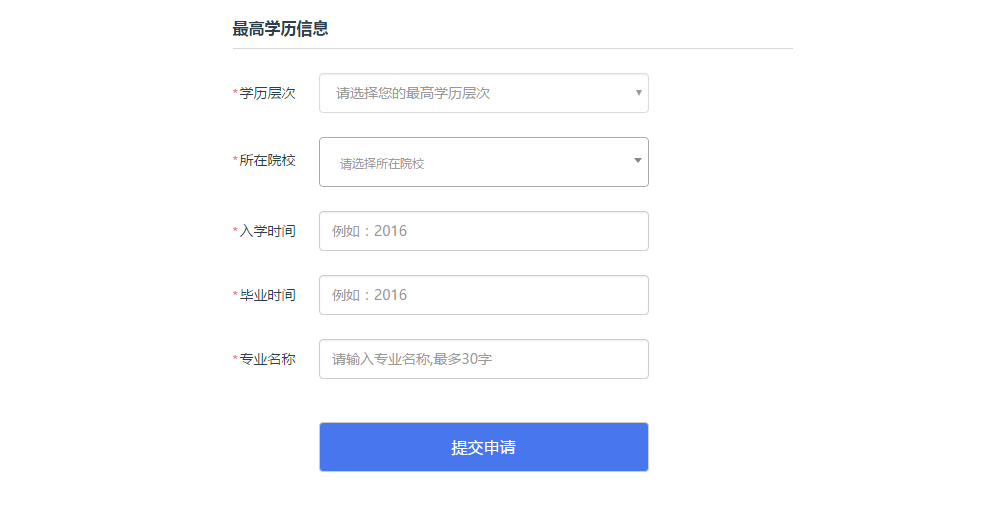 最高学历信息
*学历层次 请选择您的最高学历层次
*所在院校 请选择所在院校
*入学时间 例如：2016
*毕业时间 例如：2016
*专业名称 请输入专业名称,最多30字
提交申请